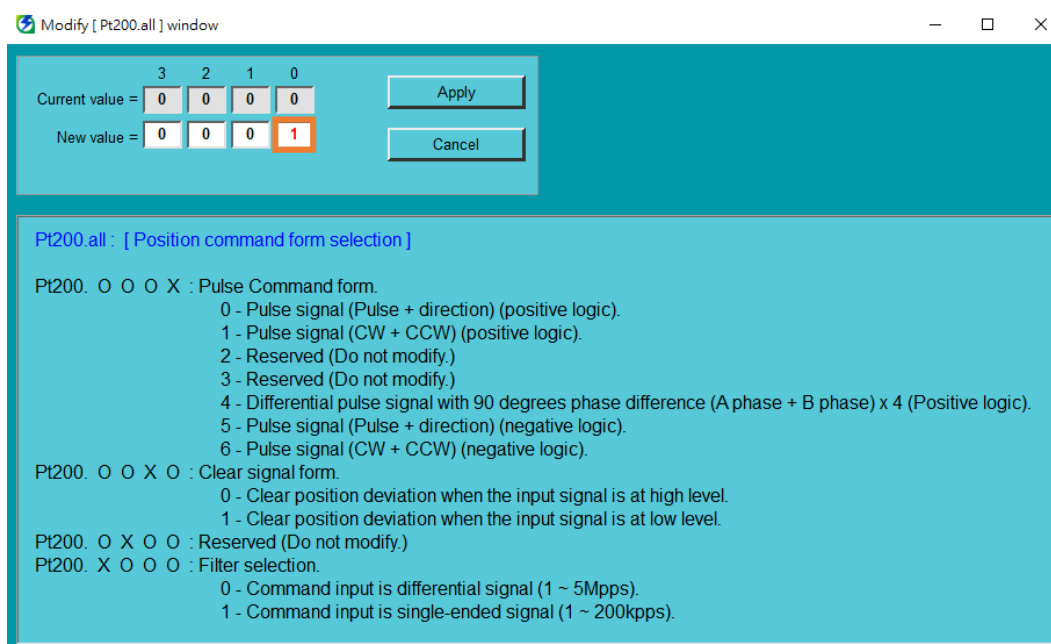 Modify [ Pt200.all ] window
3 2 1 0
Current value = 0 0 0 0
Apply
New value = 0 0 0 1
Cancel
Pt200.all : [ Position command form selection ]
Pt200. O O O X : Pulse Command form.
0 - Pulse signal (Pulse + direction) (positive logic).
1 - Pulse signal (CW + CCW) (positive logic).
2 - Reserved (Do not modify.)
3 - Reserved (Do not modify.)
4 - Differential pulse signal with 90 degrees phase difference (A phase + B phase) x 4 (Positive logic).
5 - Pulse signal (Pulse + direction) (negative logic).
6 - Pulse signal (CW + CCW) (negative logic).
Pt200. O O X O : Clear signal form.
0 - Clear position deviation when the input signal is at high level.
1 - Clear position deviation when the input signal is at low level.
Pt200. O X O O : Reserved (Do not modify.)
Pt200. X O O O : Filter selection.
0 - Command input is differential signal (1 ~ 5Mpps).
1 - Command input is single-ended signal (1 ~ 200kpps).